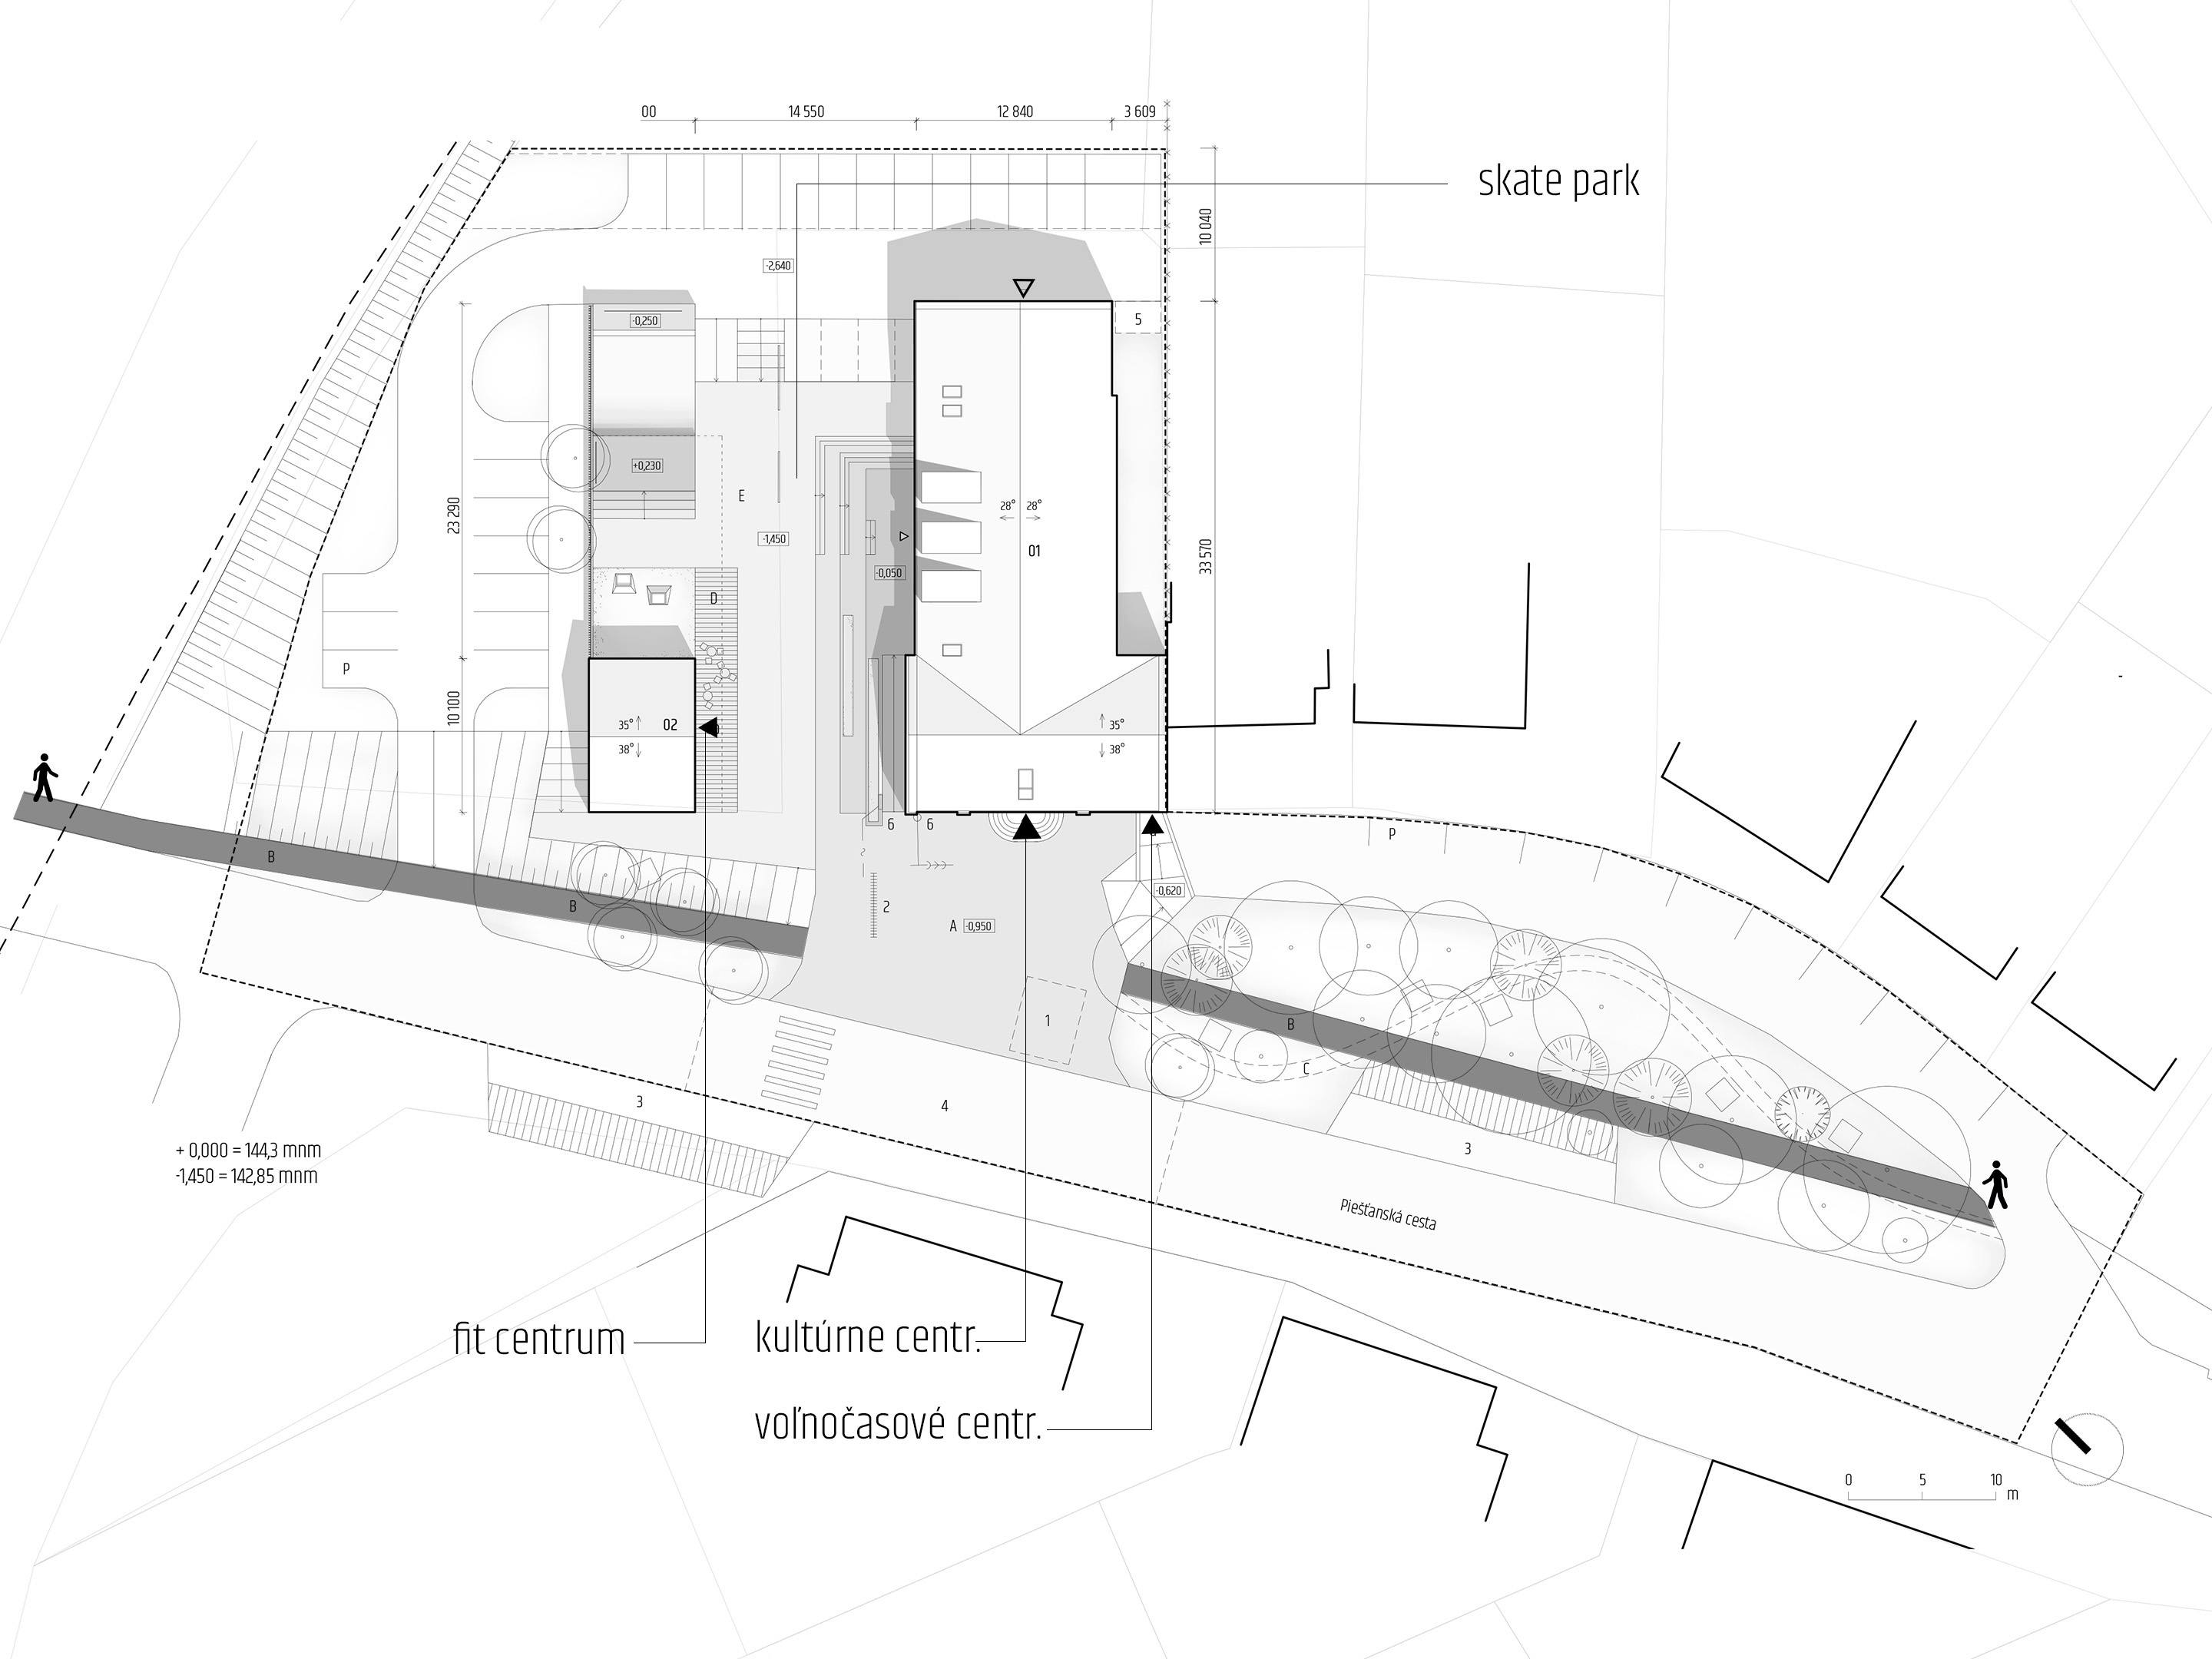 00 14 550 12 840 3 609
skate park
10 040
-2,640
-0,250
5
+0,230
E
28° 28°
23 290
-1,450
01
33 570
-0,050
D
P
10 100
35° 02
38°
35°
38°
6 6
P
B
-0,620
B
2
A -0,950
1
B
C
3
4
3
+ 0,000 = 144,3 mnm
-1,450 = 142,85 mnm
Piešťanská cesta
fit centrum
kultúrne centr.
voľnočasové centr.
0 5 10
m